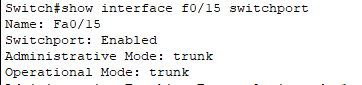 Switch#show interface f0/15 switchport
Name: Fa0/15
Switchport: Enabled
Administrative Mode: trunk
Operational Mode: trunk